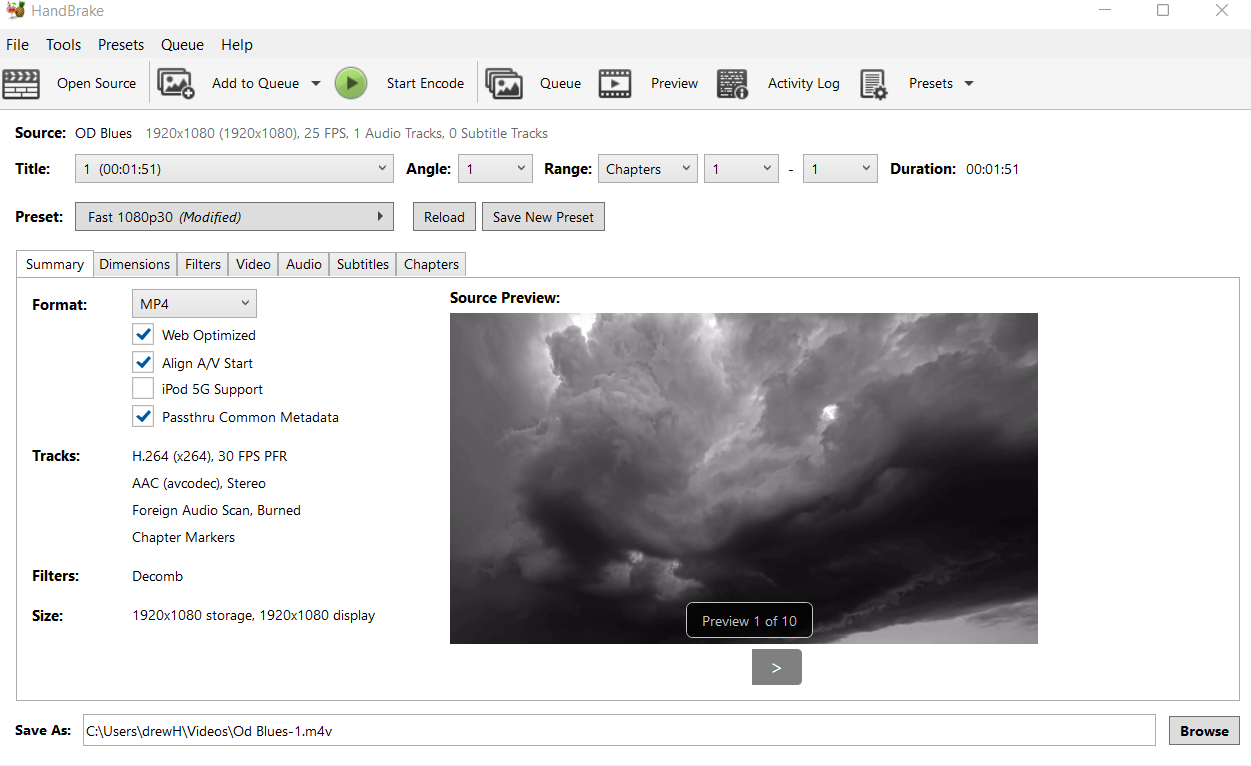 HandBrake
File Tools Presets Queue Help
Open Source Add to Queue Start Encode Queue Preview Activity Log Presets
Source: OD Blues 1920x1080 (1920x1080), 25 FPS, 1 Audio Tracks, 0 Subtitle Tracks
Title: 1 (00:01:51) Angle: 1 Range: Chapters 1 - 1 Duration: 00:01:51
Preset: Fast 1080p30 (Modified) Reload Save New Preset
Summary Dimensions Filters Video Audio Subtitles Chapters
Format: MP4
Web Optimized
Align A/V Start
iPod 5G Support
Passthru Common Metadata
Tracks: H.264 (x264), 30 FPS PFR
AAC (avcodec), Stereo
Foreign Audio Scan, Burned
Chapter Markers
Filters: Decomb
Size: 1920x1080 storage, 1920x1080 display
Source Preview:
Preview 1 of 10
>
Save As: C:\Users\drewH\Videos\Od Blues-1.m4v Browse